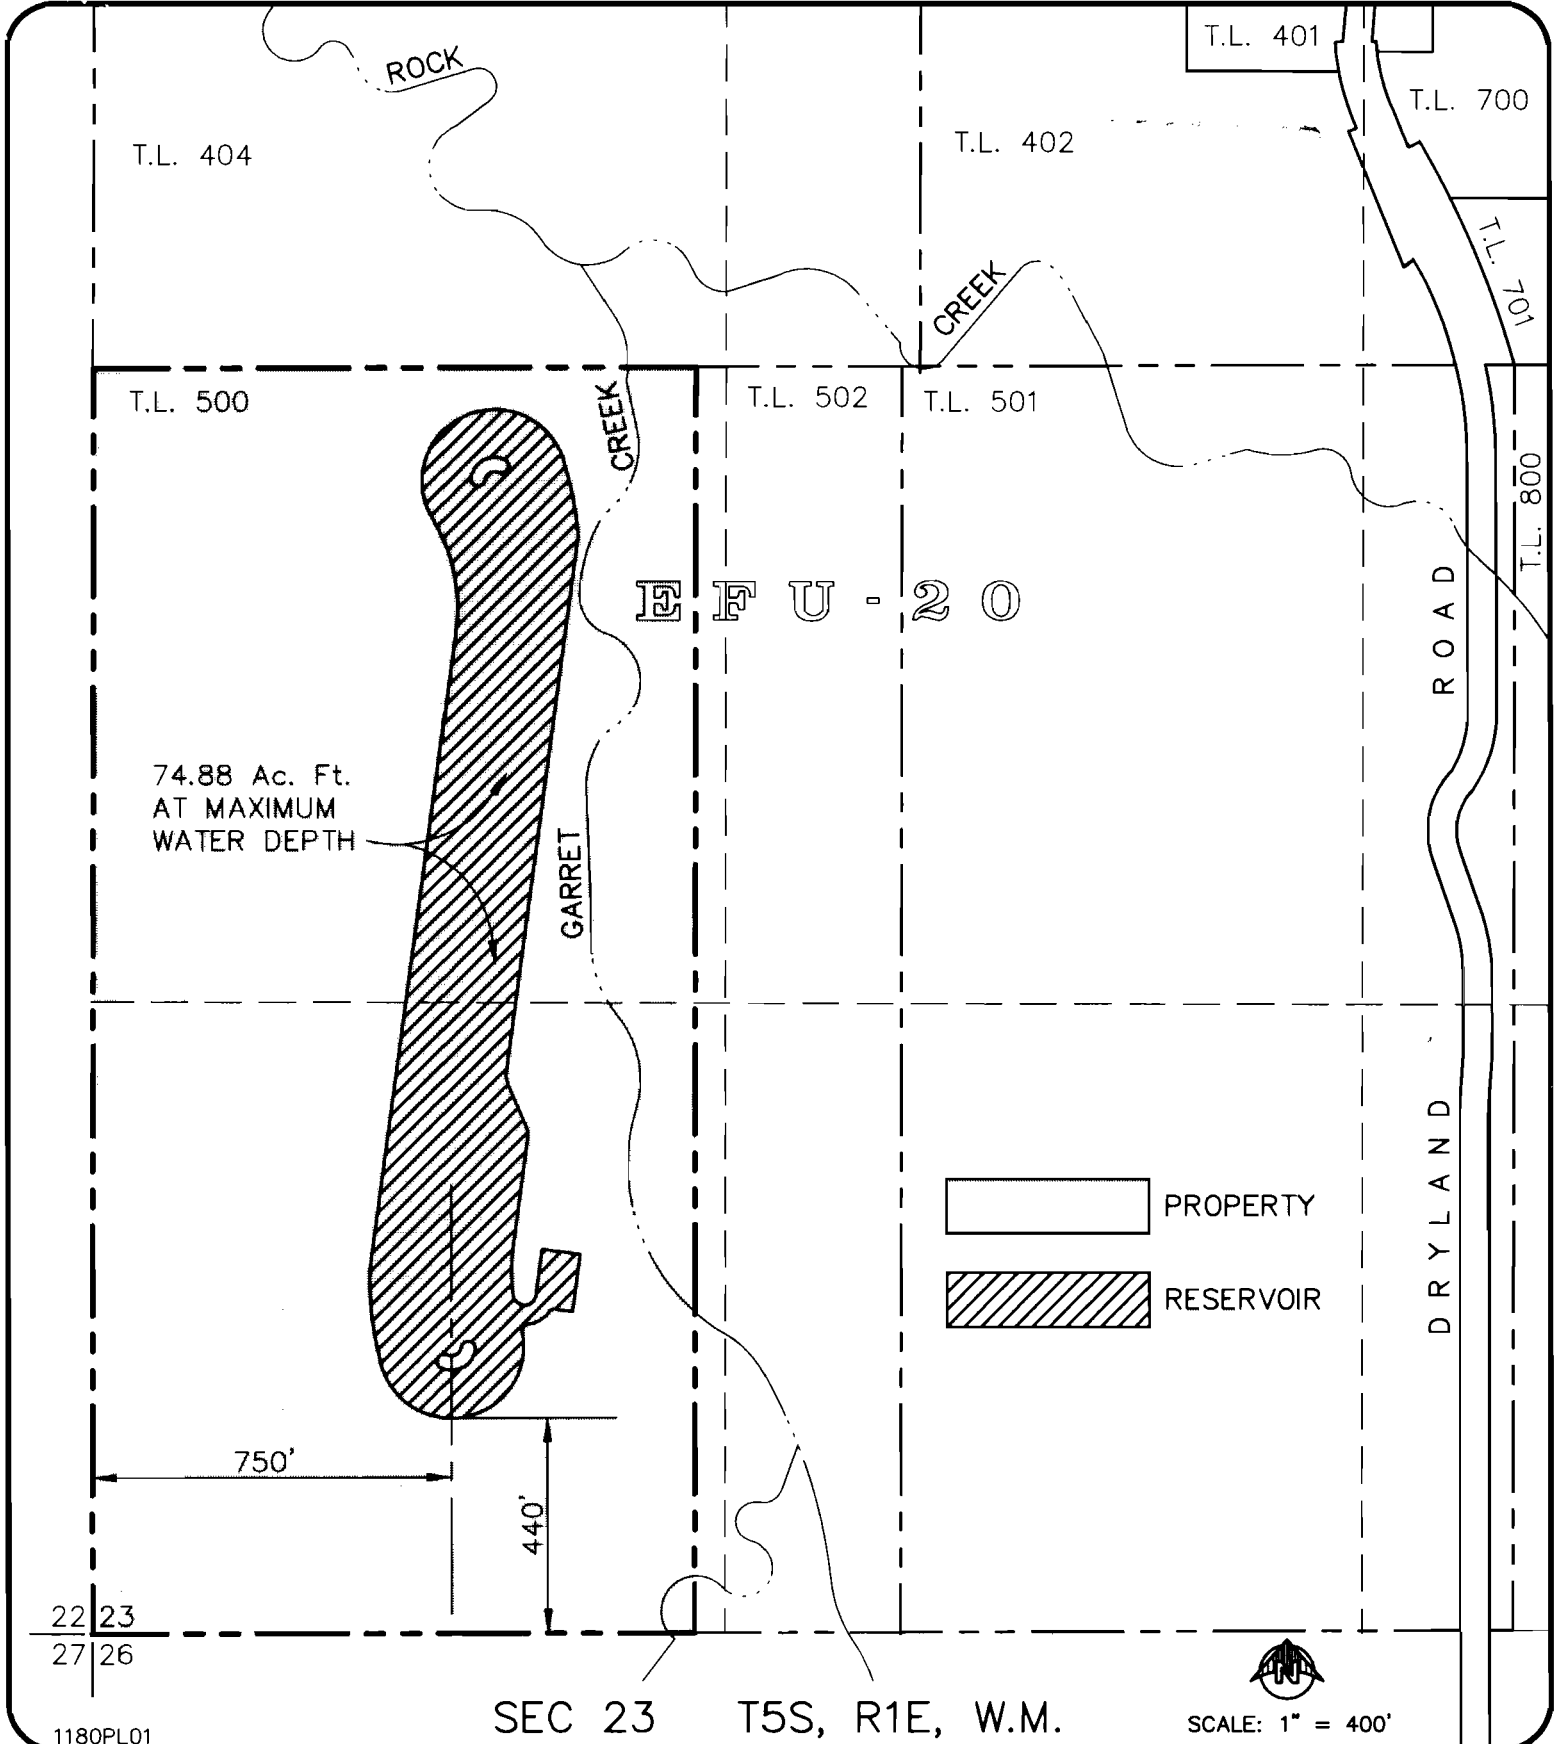 T.L. 401
ROCK
T.L. 700
T.L. 404
T.L. 402
T.L. 701
CREEK
T.L. 500
CREEK
T.L. 502
T.L. 501
T.L. 800
EFU-20
ROAD
74.88 Ac. Ft.
AT MAXIMUM
WATER DEPTH
GARRET
DRYLAND
PROPERTY
RESERVOIR
750'
440'
22 23
27 26
N
SEC 23 T5S, R1E, W.M.
SCALE: 1" = 400'
1180PL01